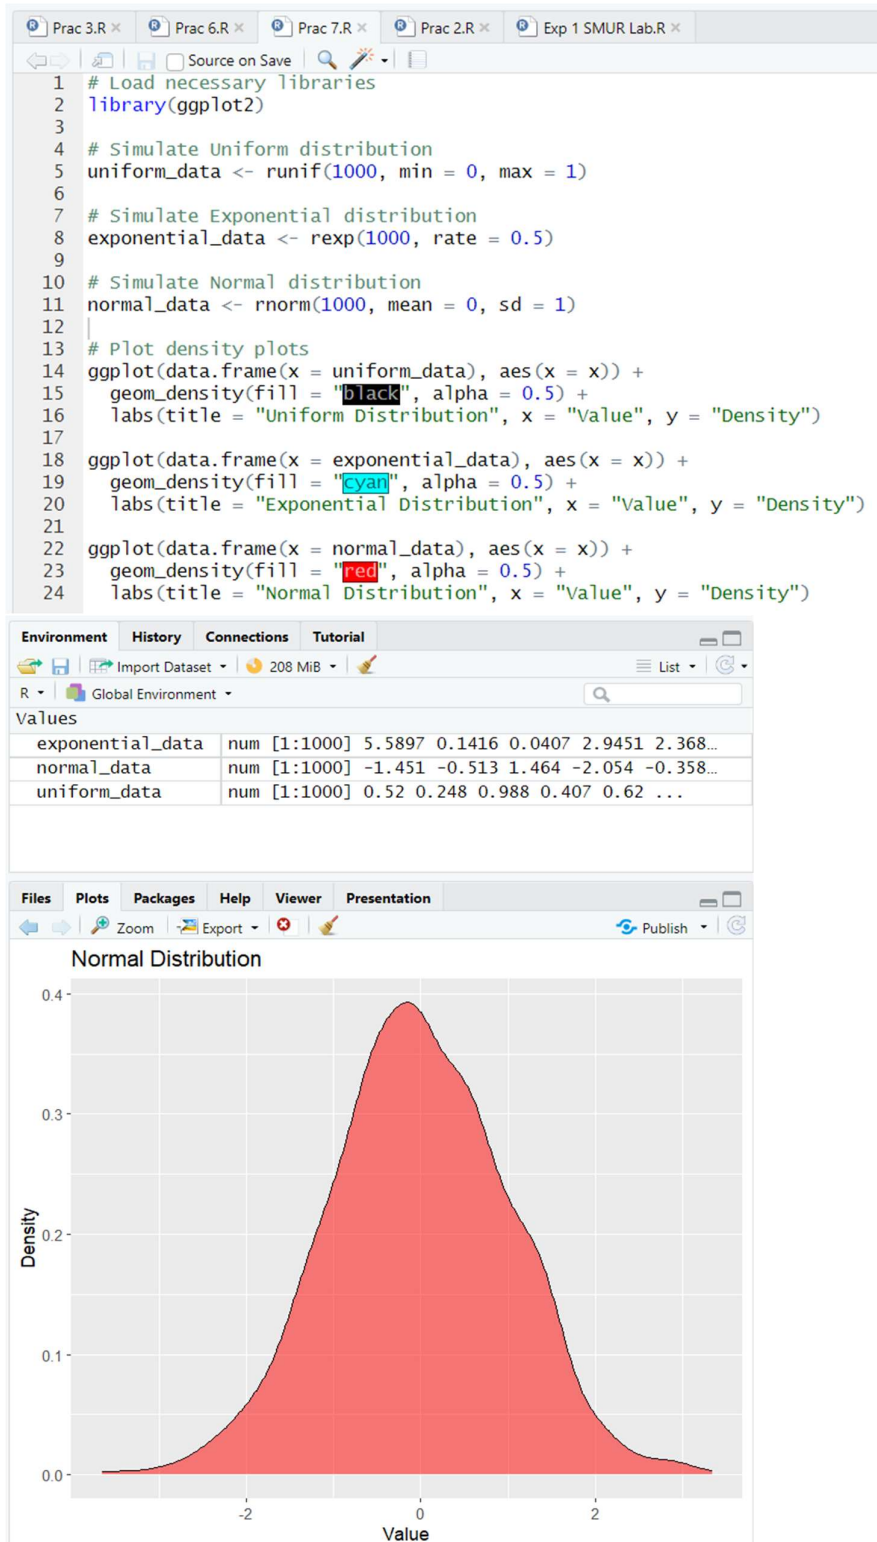 Prac 3.R Prac 6.R Prac 7.R Prac 2.R Exp 1 SMUR Lab.R
Source on Save
1 # Load necessary libraries
2 library(ggplot2)
3
4 # Simulate Uniform distribution
5 uniform_data <- runif(1000, min = 0, max = 1)
6
7 # Simulate Exponential distribution
8 exponential_data <- rexp(1000, rate = 0.5)
9
10 # Simulate Normal distribution
11 normal_data <- rnorm(1000, mean = 0, sd = 1)
12
13 # Plot density plots
14 ggplot(data.frame(x = uniform_data), aes(x = x)) +
15 geom_density(fill = "black", alpha = 0.5) +
16 labs(title = "Uniform Distribution", x = "Value", y = "Density")
17
18 ggplot(data.frame(x = exponential_data), aes(x = x)) +
19 geom_density(fill = "cyan", alpha = 0.5) +
20 labs(title = "Exponential Distribution", x = "Value", y = "Density")
21
22 ggplot(data.frame(x = normal_data), aes(x = x)) +
23 geom_density(fill = "red", alpha = 0.5) +
24 labs(title = "Normal Distribution", x = "Value", y = "Density")
Environment History Connections Tutorial
Import Dataset 208 MiB List
R Global Environment
Values
exponential_data num [1:1000] 5.5897 0.1416 0.0407 2.9451 2.368…
normal_data num [1:1000] -1.451 -0.513 1.464 -2.054 -0.358…
uniform_data num [1:1000] 0.52 0.248 0.988 0.407 0.62 ...
Files Plots Packages Help Viewer Presentation
Zoom Export Publish
Normal Distribution
0.4
0.3
0.2
0.1
0.0
Density
-2 0 2
Value